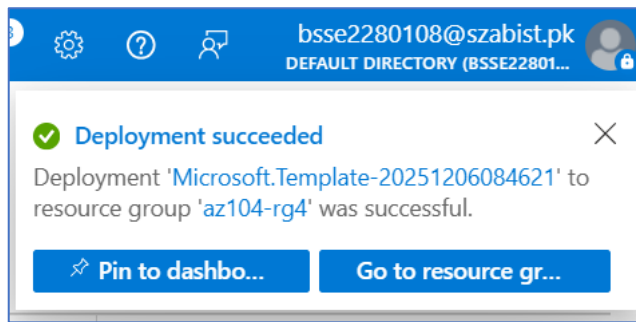 bsse2280108@szabist.pk
DEFAULT DIRECTORY (BSSE22801...
Deployment succeeded
Deployment 'Microsoft.Template-20251206084621' to
resource group 'az104-rg4' was successful.
Pin to dashbo...
Go to resource gr...